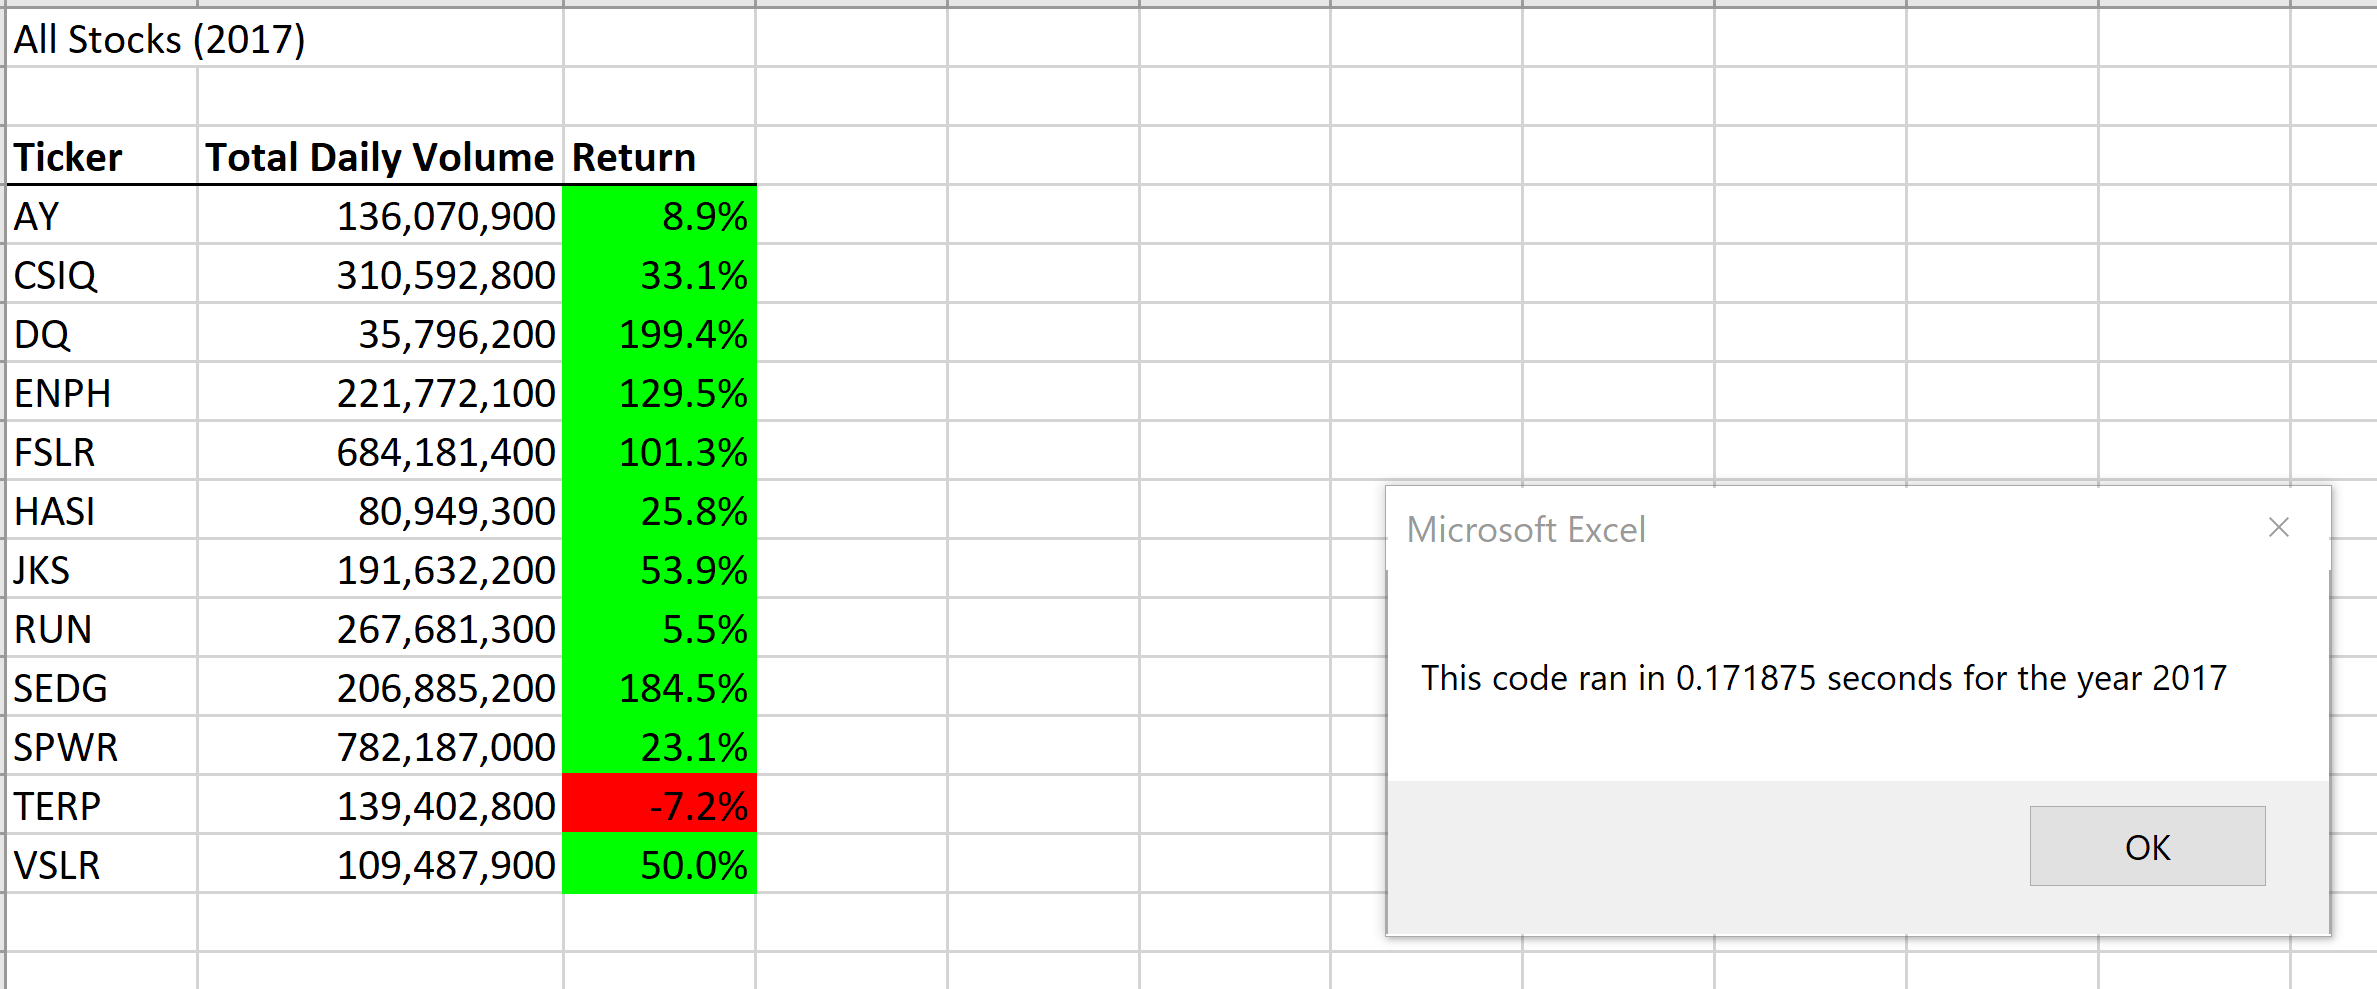 All Stocks (2017)
Ticker Total Daily Volume Return
AY 136,070,900 8.9%
CSIQ 310,592,800 33.1%
DQ 35,796,200 199.4%
ENPH 221,772,100 129.5%
FSLR 684,181,400 101.3%
HASI 80,949,300 25.8%
JKS 191,632,200 53.9%
RUN 267,681,300 5.5%
SEDG 206,885,200 184.5%
SPWR 782,187,000 23.1%
TERP 139,402,800 -7.2%
VSLR 109,487,900 50.0%
Microsoft Excel
This code ran in 0.171875 seconds for the year 2017
OK